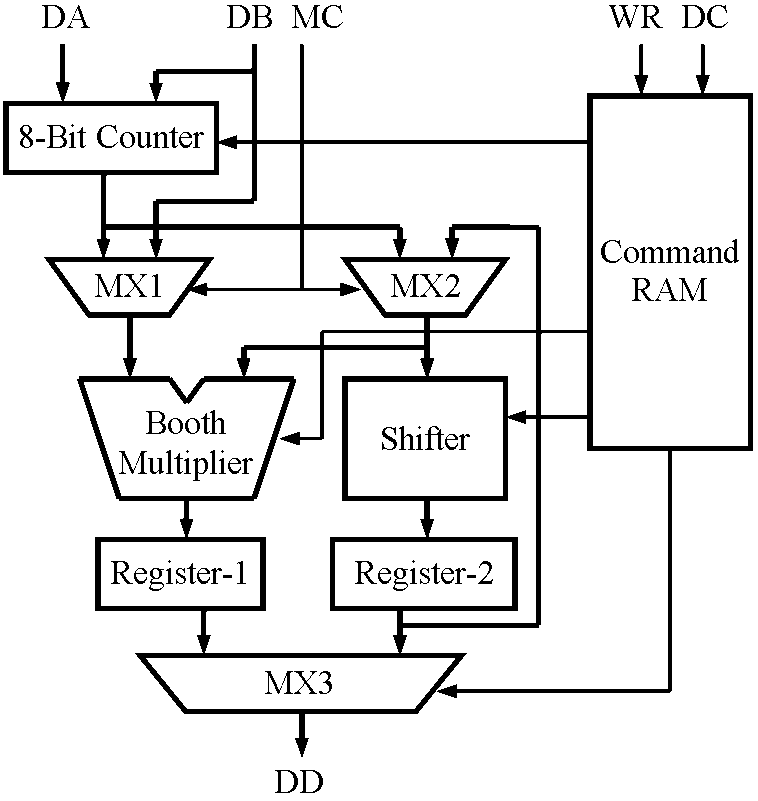 DA DB MC WR DC
8-Bit Counter
Command
RAM
MX1 MX2
Booth
Multiplier
Shifter
Register-1 Register-2
MX3
DD